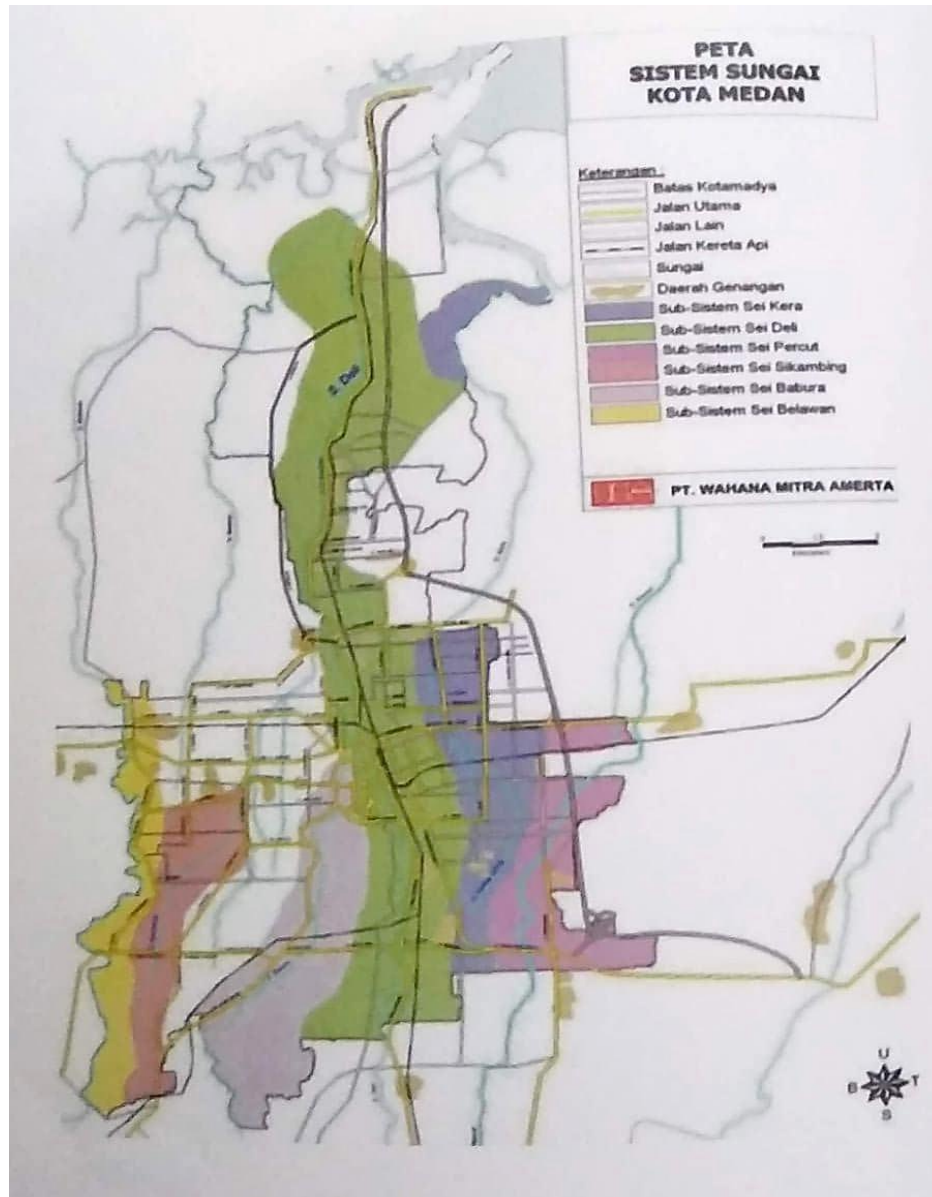 PETA
SISTEM SUNGAI
KOTA MEDAN
Keterangan :
Batas Kotamadya
Jalan Utama
Jalan Lain
Jalan Kereta Api
Sungai
Daerah Genangan
Sub-Sistem Sei Kera
Sub-Sistem Sei Deli
Sub-Sistem Sei Percut
Sub-Sistem Sei Sikambing
Sub-Sistem Sei Babura
Sub-Sistem Sei Belawan
PT. WAHANA MITRA AMERTA
S. Deli
U
B T
S